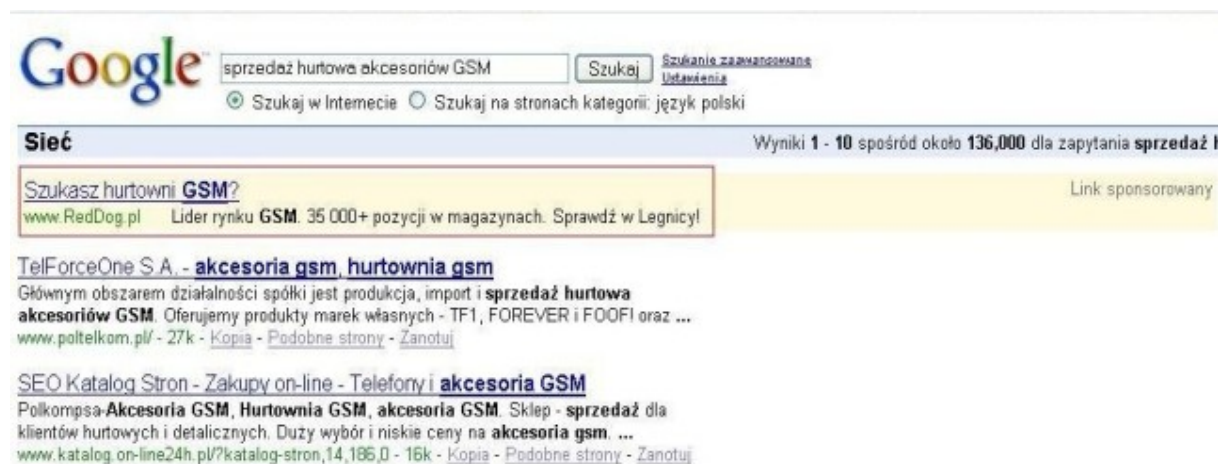 Google™ sprzedaż hurtowa akcesoriów GSM Szukaj Szukanie zaawansowane
Ustawienia
Szukaj w Internecie Szukaj na stronach kategorii: język polski
Sieć Wyniki 1 - 10 spośród około 136,000 dla zapytania sprzedaż h
Szukasz hurtowni GSM? Link sponsorowany
www.RedDog.pl Lider rynku GSM. 35 000+ pozycji w magazynach. Sprawdź w Legnicy!
TelForceOne S.A. - akcesoria gsm, hurtownia gsm
Głównym obszarem działalności spółki jest produkcja, import i sprzedaż hurtowa
akcesoriów GSM. Oferujemy produkty marek własnych - TF1, FOREVER i FOOF! oraz ...
www.poltelkom.pl/ - 27k - Kopia - Podobne strony - Zanotuj
SEO Katalog Stron - Zakupy on-line - Telefony i akcesoria GSM
Polkompsa-Akcesoria GSM, Hurtownia GSM, akcesoria GSM. Sklep - sprzedaż dla
klientów hurtowych i detalicznych. Duży wybór i niskie ceny na akcesoria gsm. ...
www.katalog.on-line24h.pl/?katalog-stron,14,186,0 - 16k - Kopia - Podobne strony - Zanotuj